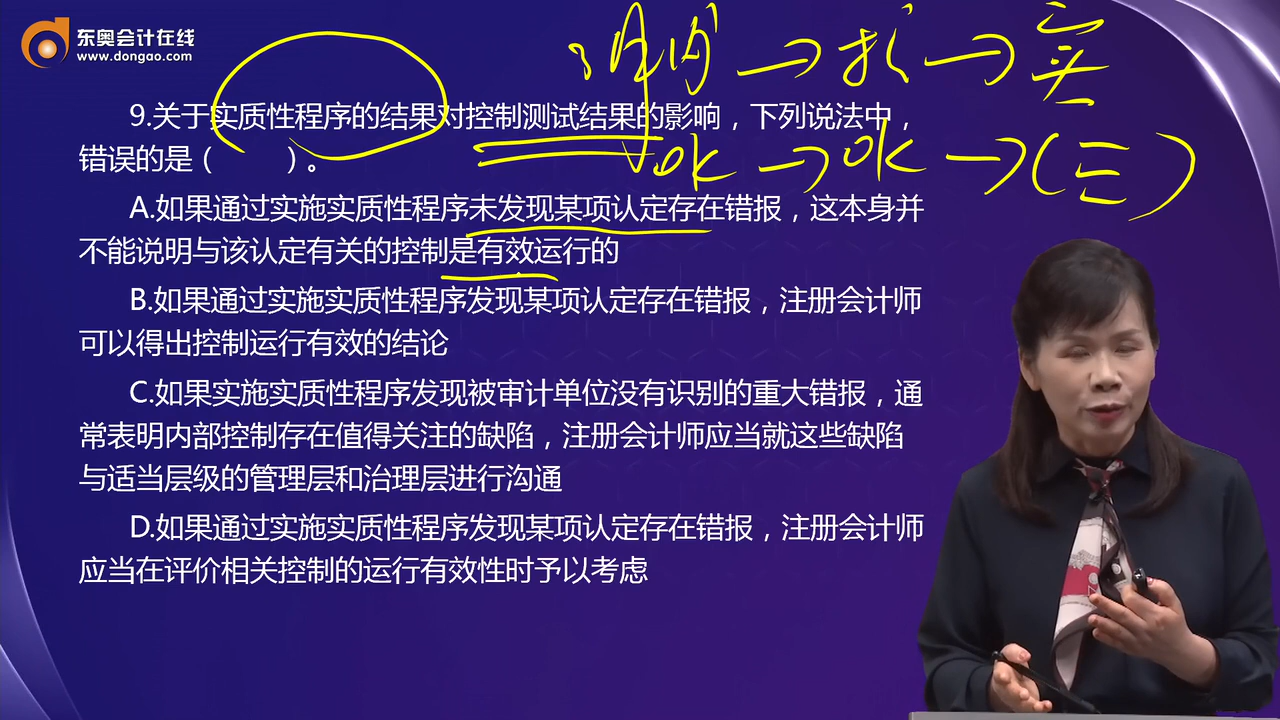 东奥会计在线
www.dongao.com
9.关于实质性程序的结果对控制测试结果的影响，下列说法中，
错误的是（　　）。
A.如果通过实施实质性程序未发现某项认定存在错报，这本身并
不能说明与该认定有关的控制是有效运行的
B.如果通过实施实质性程序发现某项认定存在错报，注册会计师
可以得出控制运行有效的结论
C.如果实施实质性程序发现被审计单位没有识别的重大错报，通
常表明内部控制存在值得关注的缺陷，注册会计师应当就这些缺陷
与适当层级的管理层和治理层进行沟通
D.如果通过实施实质性程序发现某项认定存在错报，注册会计师
应当在评价相关控制的运行有效性时予以考虑
→ 实
ok → ok → (三)